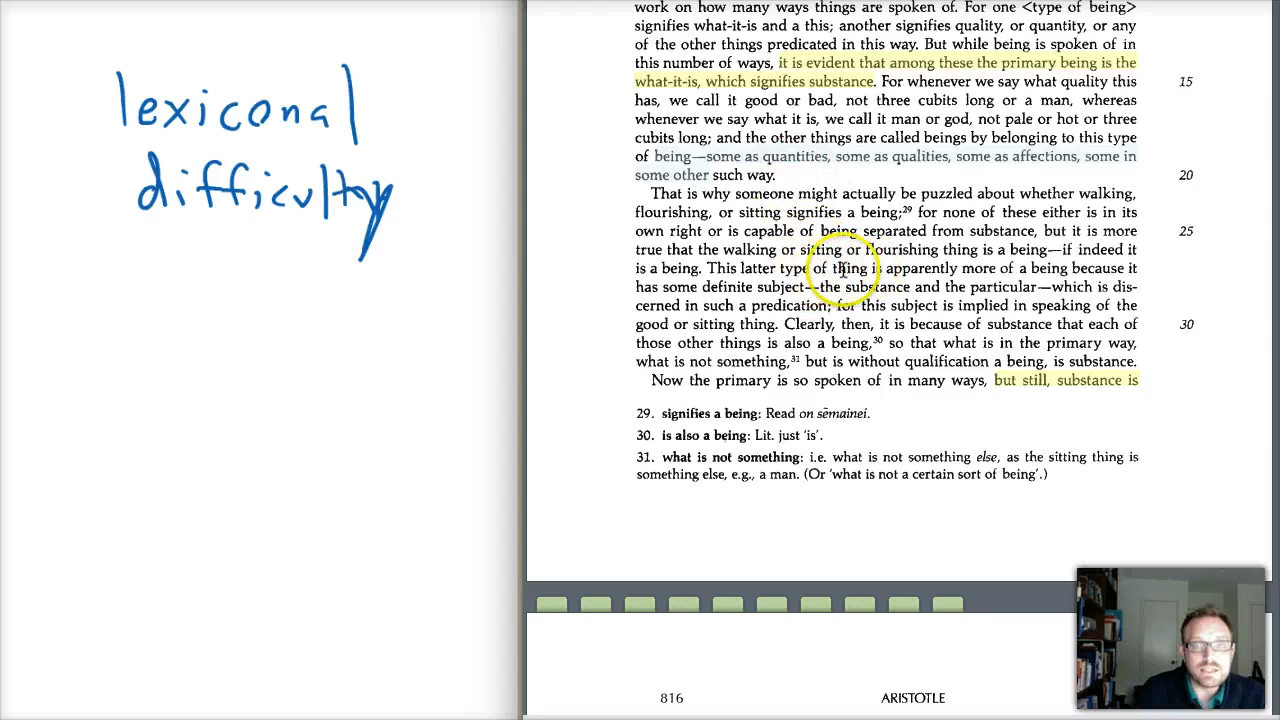 lexiconal
difficulty
work on how many ways things are spoken of. For one <type of being>
signifies what-it-is and a this; another signifies quality, or quantity, or any
of the other things predicated in this way. But while being is spoken of in
this number of ways, it is evident that among these the primary being is the
what-it-is, which signifies substance. For whenever we say what quality this
15
has, we call it good or bad, not three cubits long or a man, whereas
whenever we say what it is, we call it man or god, not pale or hot or three
cubits long; and the other things are called beings by belonging to this type
of being—some as quantities, some as qualities, some as affections, some in
some other such way.
20
That is why someone might actually be puzzled about whether walking,
flourishing, or sitting signifies a being;29 for none of these either is in its
own right or is capable of being separated from substance, but it is more
25
true that the walking or sitting or flourishing thing is a being—if indeed it
is a being. This latter type of thing is apparently more of a being because it
has some definite subject—the substance and the particular—which is dis-
cerned in such a predication; for this subject is implied in speaking of the
good or sitting thing. Clearly, then, it is because of substance that each of
30
those other things is also a being,30 so that what is in the primary way,
what is not something,31 but is without qualification a being, is substance.
Now the primary is so spoken of in many ways, but still, substance is
29. signifies a being: Read on sēmainei.
30. is also a being: Lit. just ‘is’.
31. what is not something: i.e. what is not something else, as the sitting thing is
something else, e.g., a man. (Or ‘what is not a certain sort of being’.)
816
ARISTOTLE